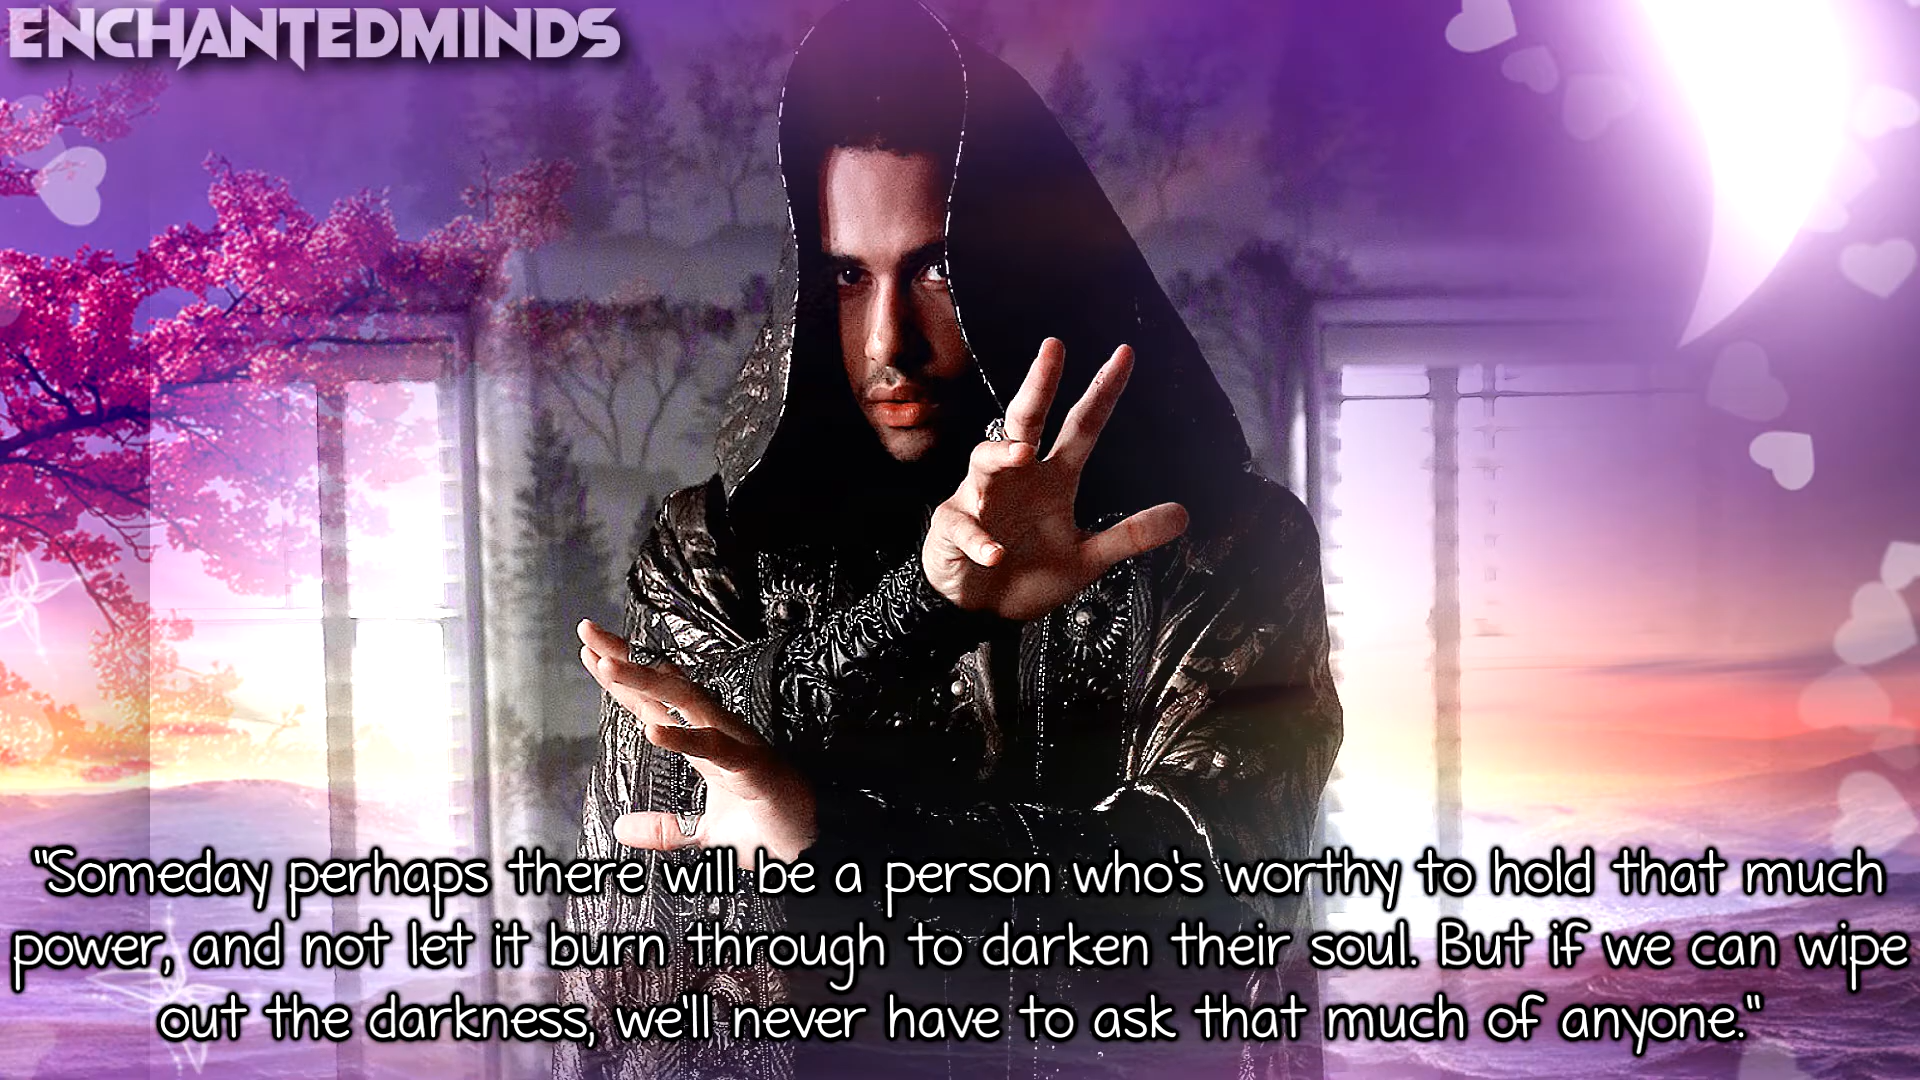 ENCHANTEDMINDS
"Someday perhaps there will be a person who's worthy to hold that much
power, and not let it burn through to darken their soul. But if we can wipe
out the darkness, we'll never have to ask that much of anyone."